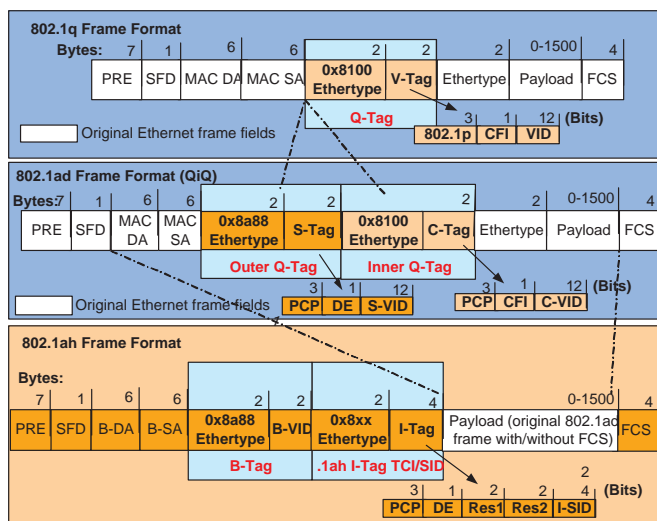 802.1q Frame Format
Bytes:
7 1 6 6 2 2 2 0-1500 4
PRE SFD MAC DA MAC SA 0x8100 Ethertype V-Tag Ethertype Payload FCS
Q-Tag
3 1 12 (Bits)
802.1p CFI VID
Original Ethernet frame fields
802.1ad Frame Format (QiQ)
Bytes:
7 1 6 6 2 2 2 2 2 0-1500 4
PRE SFD MAC DA MAC SA 0x8a88 Ethertype S-Tag 0x8100 Ethertype C-Tag Ethertype Payload FCS
Outer Q-Tag Inner Q-Tag
3 1 12 3 1 12 (Bits)
PCP DE S-VID PCP CFI C-VID
Original Ethernet frame fields
802.1ah Frame Format
Bytes:
7 1 6 6 2 2 2 4 0-1500 4
PRE SFD B-DA B-SA 0x8a88 Ethertype B-VID 0x8xx Ethertype I-Tag Payload (original 802.1ad frame with/without FCS) FCS
B-Tag .1ah I-Tag TCI/SID
3 1 2 2 24 (Bits)
PCP DE Res1 Res2 I-SID